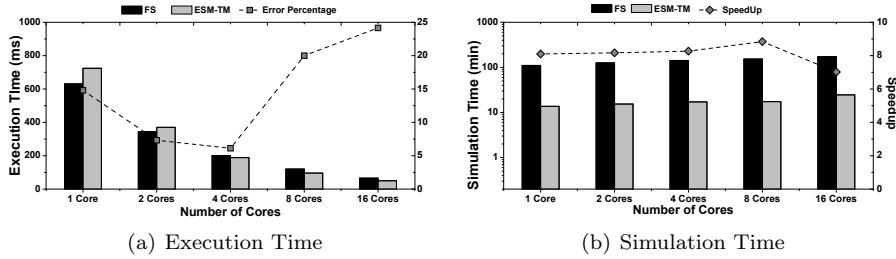 FS ESM-TM Error Percentage
1000
800
600
400
200
0
25
20
15
10
5
0
Execution TIme (ms)
1 Core 2 Cores 4 Cores 8 Cores 16 Cores
Number of Cores
(a) Execution Time
FS ESM-TM SpeedUp
1000
100
10
1
10
8
6
4
2
0
Simulation Time (min)
Speedup
1 Core 2 Cores 4 Cores 8 Cores 16 Cores
Number of Cores
(b) Simulation Time